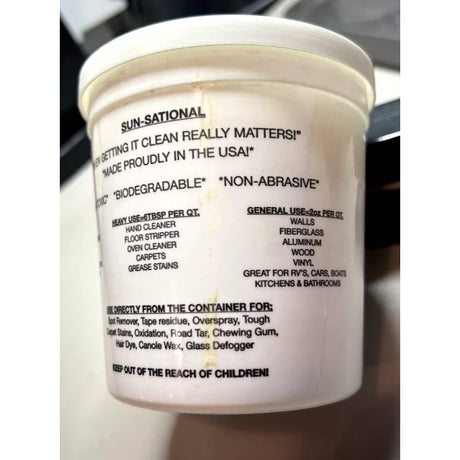 SUN-SATIONAL
GETTING IT CLEAN REALLY MATTERS!"
"MADE PROUDLY IN THE USA!*
*BIODEGRADABLE* *NON-ABRASIVE*
HEAVY USE=6TBSP PER QT.
HAND CLEANER
FLOOR STRIPPER
OVEN CLEANER
CARPETS
GREASE STAINS
GENERAL USE=2oz PER QT.
WALLS
FIBERGLASS
ALUMINUM
WOOD
VINYL
GREAT FOR RV'S, CARS, BOATS
KITCHENS & BATHROOMS
USE DIRECTLY FROM THE CONTAINER FOR:
Spot Remover, Tape residue, Overspray, Tough
Carpet Stains, Oxidation, Road Tar, Chewing Gum,
Hair Dye, Canole Wax, Glass Defogger
KEEP OUT OF THE REACH OF CHILDREN!